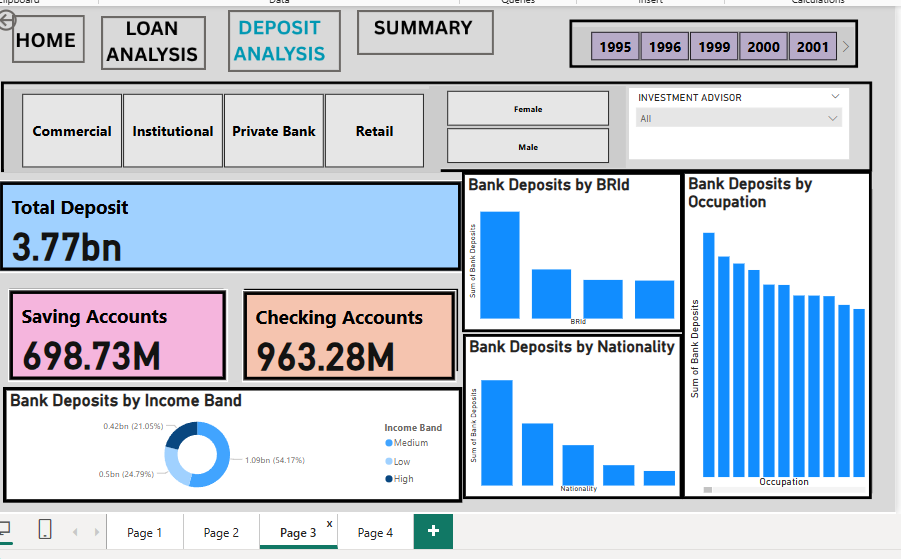 Data
Queries
Insert
Calculations
HOME
LOAN
ANALYSIS
DEPOSIT
ANALYSIS
SUMMARY
1995 1996 1999 2000 2001
Commercial Institutional Private Bank Retail
Female
Male
INVESTMENT ADVISOR
All
Total Deposit
3.77bn
Saving Accounts
698.73M
Checking Accounts
963.28M
Bank Deposits by Income Band
0.42bn (21.05%)
0.5bn (24.79%)
1.09bn (54.17%)
Income Band
Medium
Low
High
Bank Deposits by BRId
Sum of Bank Deposits
BRId
Bank Deposits by Nationality
Sum of Bank Deposits
Nationality
Bank Deposits by
Occupation
Sum of Bank Deposits
Occupation
Page 1 Page 2 Page 3 x Page 4 +